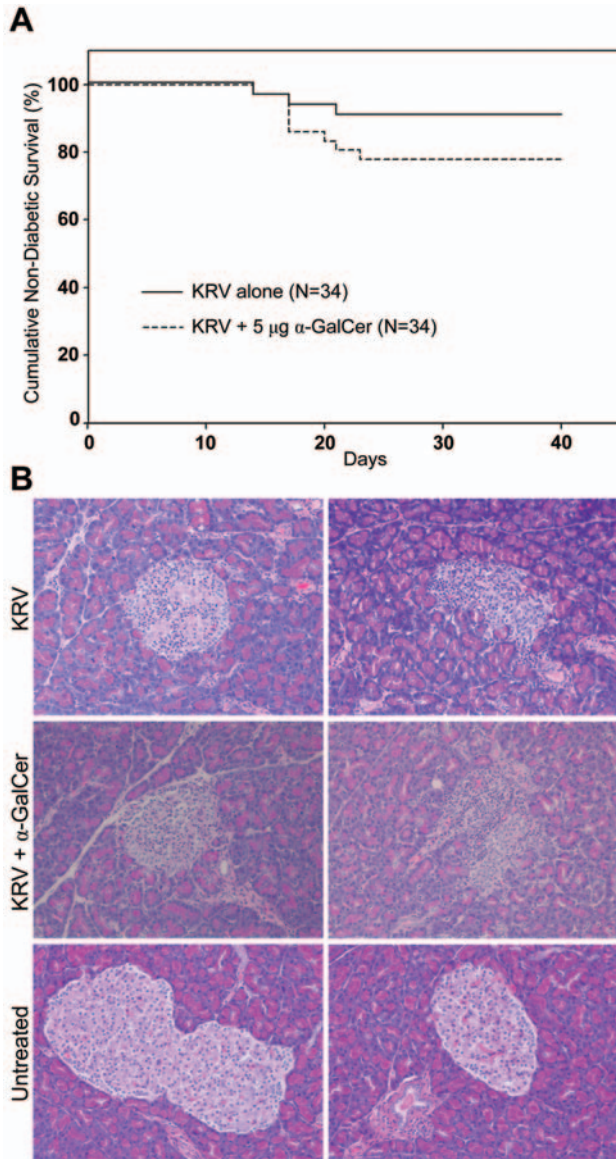 A
Cumulative Non-Diabetic Survival (%)
100
80
60
40
20
0
KRV alone (N=34)
KRV + 5 μg α-GalCer (N=34)
0 10 20 30 40
Days
B
KRV
KRV + α-GalCer
Untreated